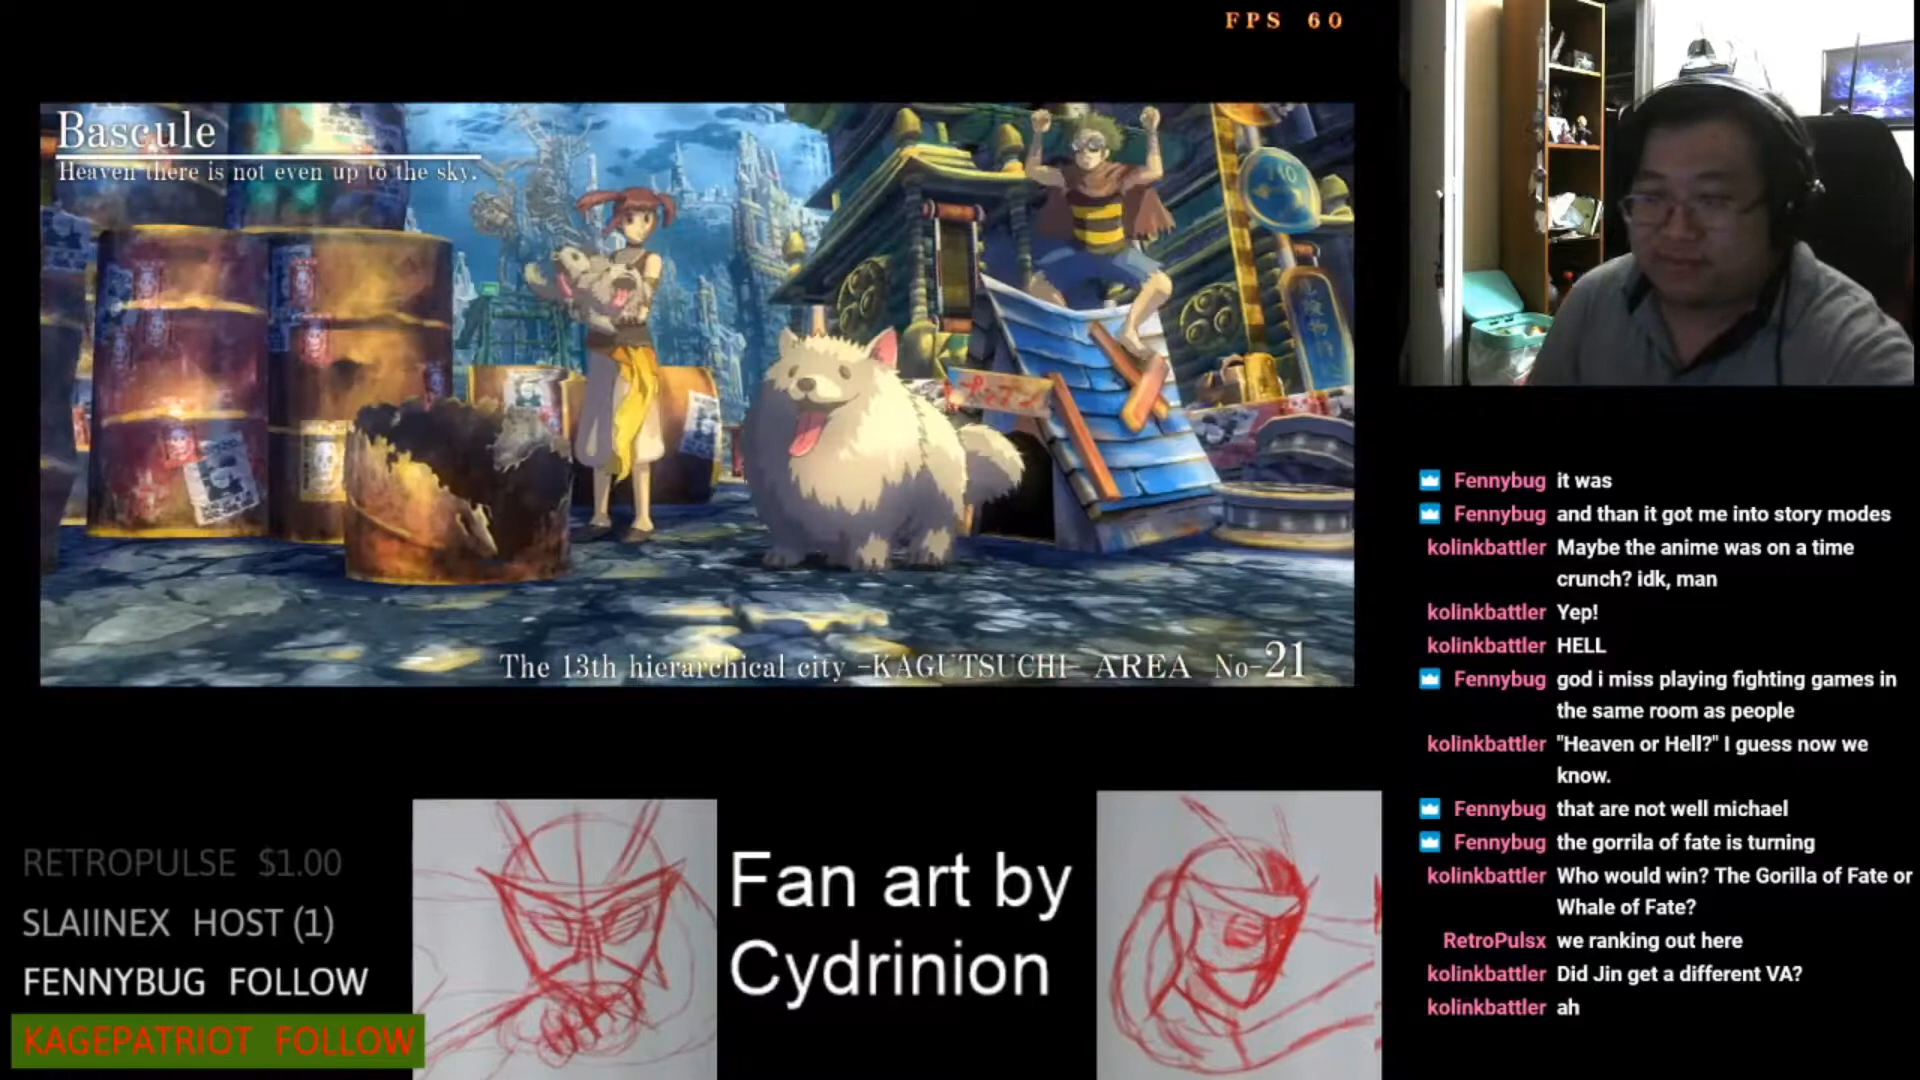 FPS 60
Bascule
Heaven there is not even up to the sky.
The 13th hierarchical city -KAGUTSUCHI- AREA No-21
Fennybug it was
Fennybug and than it got me into story modes
kolinkbattler Maybe the anime was on a time
crunch? idk, man
kolinkbattler Yep!
kolinkbattler HELL
Fennybug god i miss playing fighting games in
the same room as people
kolinkbattler "Heaven or Hell?" I guess now we
know.
Fennybug that are not well michael
Fennybug the gorrila of fate is turning
kolinkbattler Who would win? The Gorilla of Fate or
Whale of Fate?
RetroPulsx we ranking out here
kolinkbattler Did Jin get a different VA?
kolinkbattler ah
RETROPULSE $1.00
SLAIINEX HOST (1)
FENNYBUG FOLLOW
KAGEPATRIOT FOLLOW
Fan art by
Cydrinion